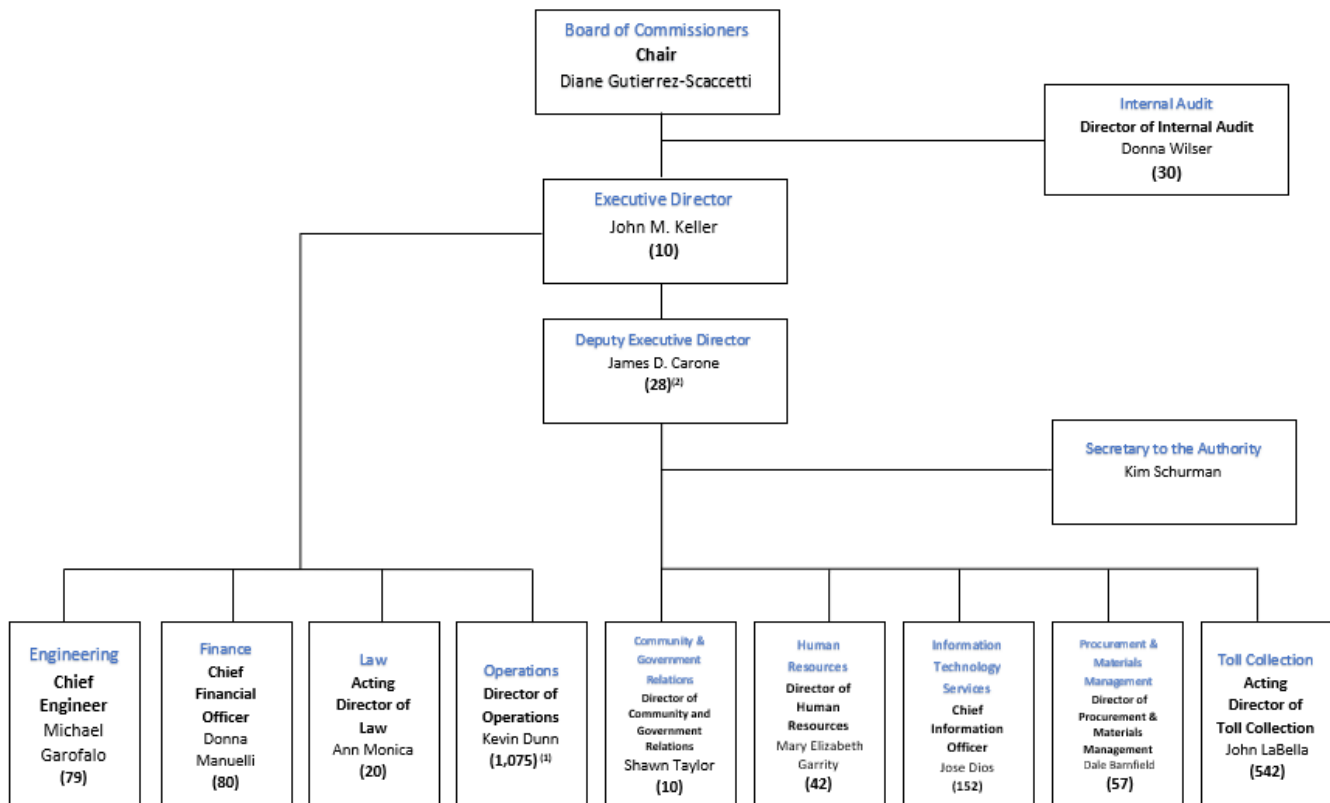 Board of Commissioners
Chair
Diane Gutierrez-Scaccetti
Internal Audit
Director of Internal Audit
Donna Wilser
(30)
Executive Director
John M. Keller
(10)
Deputy Executive Director
James D. Carone
(28)(2)
Secretary to the Authority
Kim Schurman
Engineering
Chief
Engineer
Michael
Garofalo
(79)
Finance
Chief
Financial
Officer
Donna
Manuelli
(80)
Law
Acting
Director of
Law
Ann Monica
(20)
Operations
Director of
Operations
Kevin Dunn
(1,075) (1)
Community &
Government
Relations
Director of
Community and
Government
Relations
Shawn Taylor
(10)
Human
Resources
Director of
Human
Resources
Mary Elizabeth
Garrity
(42)
Information
Technology
Services
Chief
Information
Officer
Jose Dios
(152)
Procurement &
Materials
Management
Director of
Procurement &
Materials
Management
Dale Barnfield
(57)
Toll Collection
Acting
Director of
Toll Collection
John LaBella
(542)